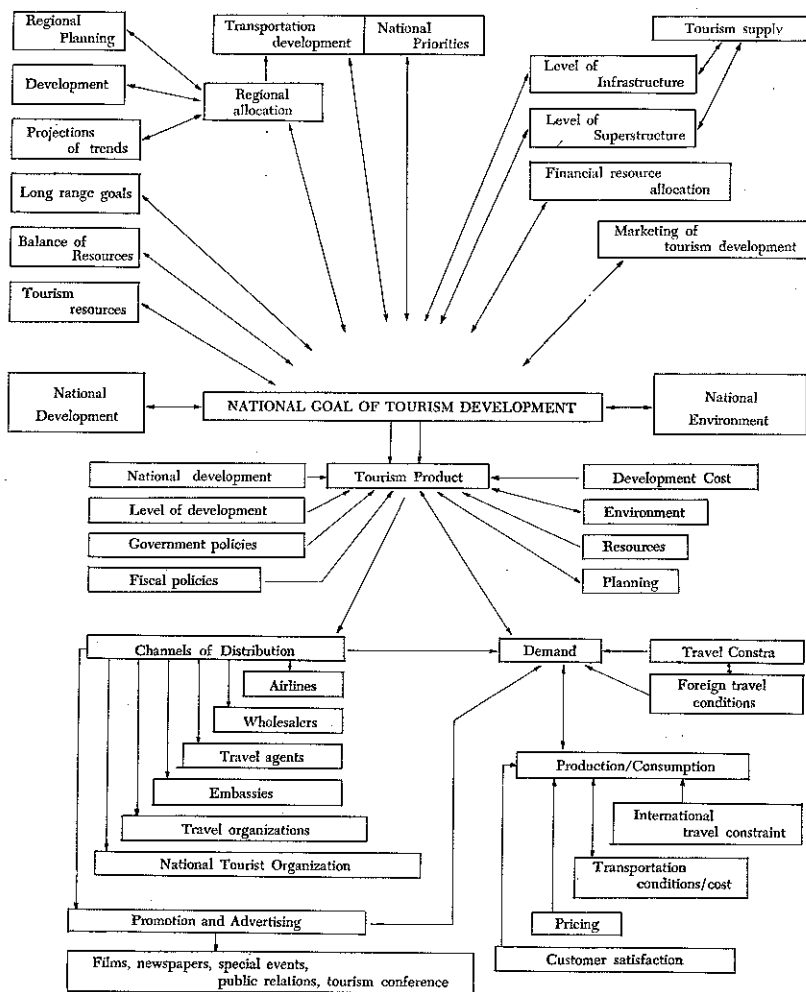 Regional
Planning
Transportation
development
National
Priorities
Tourism supply
Level of
Infrastructure
Development
Regional
allocation
Level of
Superstructure
Projections
of trends
Financial resource
allocation
Long range goals
Marketing of
tourism development
Balance of
Resources
Tourism
resources
National
Development
NATIONAL GOAL OF TOURISM DEVELOPMENT
National
Environment
National development
Tourism Product
Development Cost
Level of development
Environment
Government policies
Resources
Fiscal policies
Planning
Channels of Distribution
Demand
Travel Constra
Airlines
Foreign travel
conditions
Wholesalers
Travel agents
Production/Consumption
Embassies
International
travel constraint
Travel organizations
National Tourist Organization
Transportation
conditions/cost
Promotion and Advertising
Pricing
Films, newspapers, special events,
public relations, tourism conference
Customer satisfaction